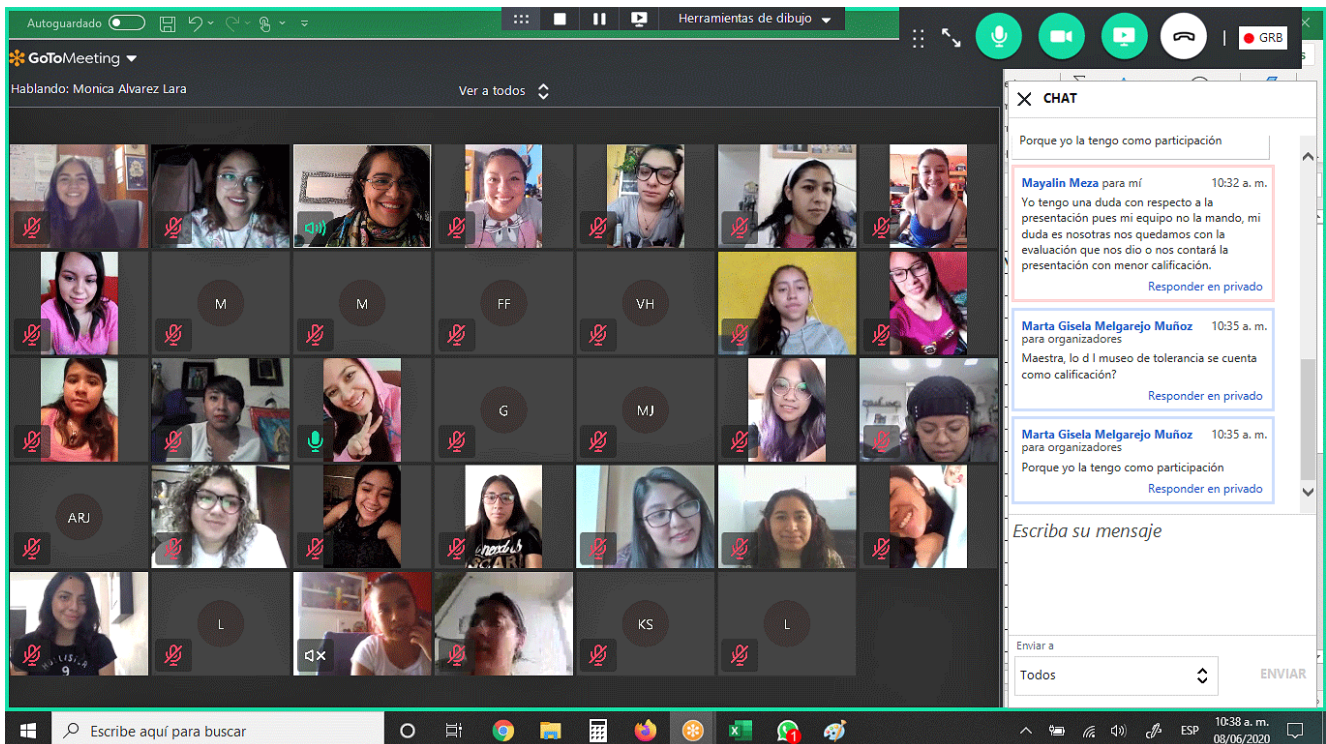 Autoguardado
Herramientas de dibujo
GRB
GoToMeeting
Hablando: Monica Alvarez Lara
Ver a todos
CHAT
Porque yo la tengo como participación
Mayalin Meza para mí 10:32 a. m.
Yo tengo una duda con respecto a la
presentación pues mi equipo no la mando, mi
duda es nosotras nos quedamos con la
evaluación que nos dio o nos contará la
presentación con menor calificación.
Responder en privado
Marta Gisela Melgarejo Muñoz 10:35 a. m.
para organizadores
Maestra, lo d l museo de tolerancia se cuenta
como calificación?
Responder en privado
Marta Gisela Melgarejo Muñoz 10:35 a. m.
para organizadores
Porque yo la tengo como participación
Responder en privado
Escriba su mensaje
Enviar a
Todos
ENVIAR
M
M
FF
VH
G
MJ
ARJ
L
KS
L
HOLLISTER
9
Escribe aquí para buscar
1
ESP
10:38 a. m.
08/06/2020